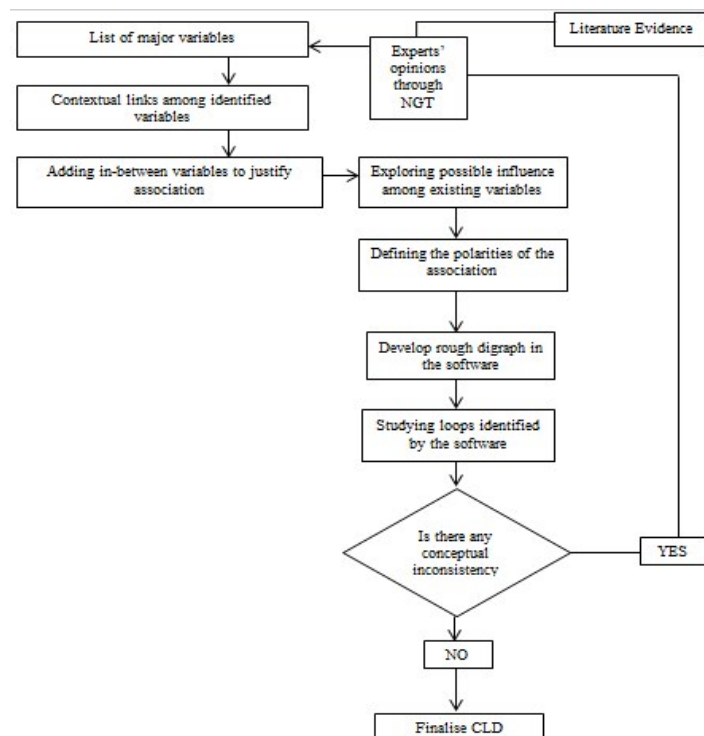 Literature Evidence
List of major variables
Experts'
opinions
through
NGT
Contextual links among identified
variables
Adding in-between variables to justify
association
Exploring possible influence
among existing variables
Defining the polarities of the
association
Develop rough digraph in
the software
Studying loops identified
by the software
Is there any
conceptual
inconsistency
YES
NO
Finalise CLD